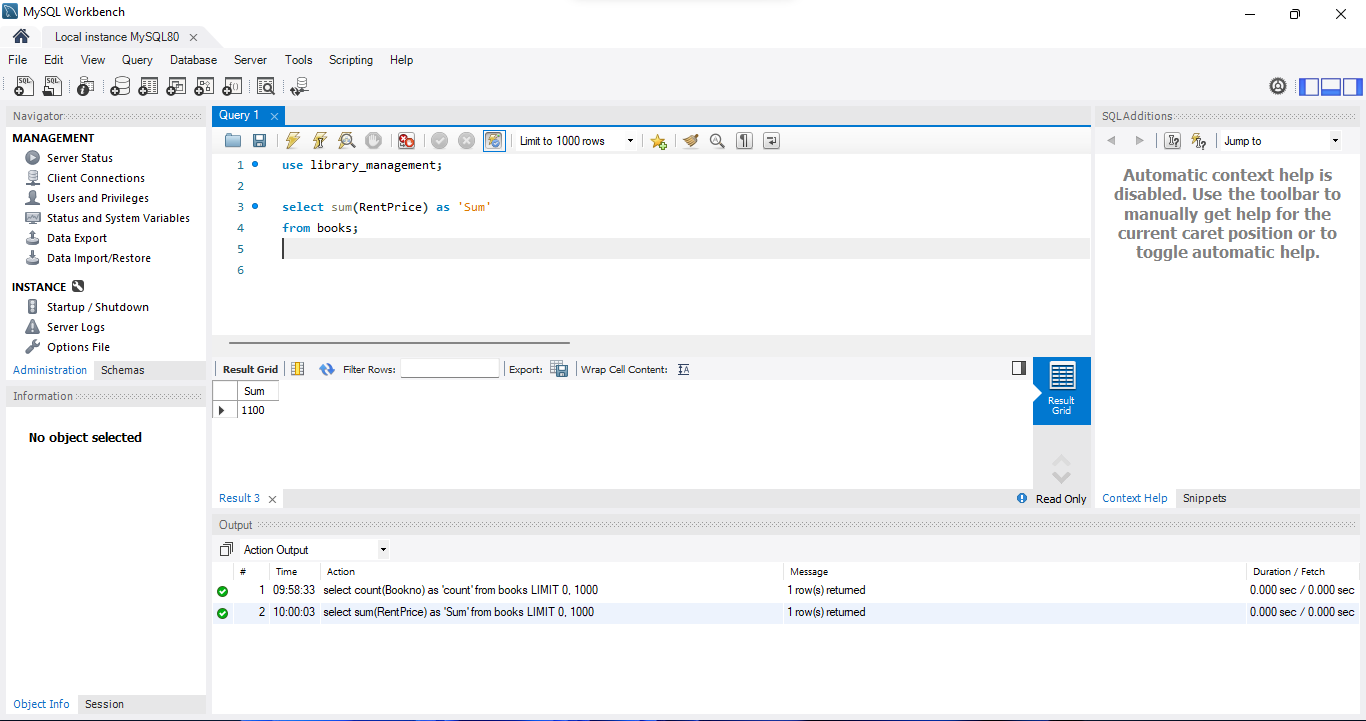 MySQL Workbench
Local instance MySQL80
File Edit View Query Database Server Tools Scripting Help
Navigator
MANAGEMENT
Server Status
Client Connections
Users and Privileges
Status and System Variables
Data Export
Data Import/Restore
INSTANCE
Startup / Shutdown
Server Logs
Options File
Administration Schemas
Information
No object selected
Object Info Session
Query 1
Limit to 1000 rows
1 use library_management;
2
3 select sum(RentPrice) as 'Sum'
4 from books;
5
6
Result Grid Filter Rows: Export: Wrap Cell Content:
Sum
1100
Result Grid
Result 3 Read Only
SQLAdditions
Jump to
Automatic context help is
disabled. Use the toolbar to
manually get help for the
current caret position or to
toggle automatic help.
Context Help Snippets
Output
Action Output
# Time Action Message Duration / Fetch
1 09:58:33 select count(Bookno) as 'count' from books LIMIT 0, 1000 1 row(s) returned 0.000 sec / 0.000 sec
2 10:00:03 select sum(RentPrice) as 'Sum' from books LIMIT 0, 1000 1 row(s) returned 0.000 sec / 0.000 sec